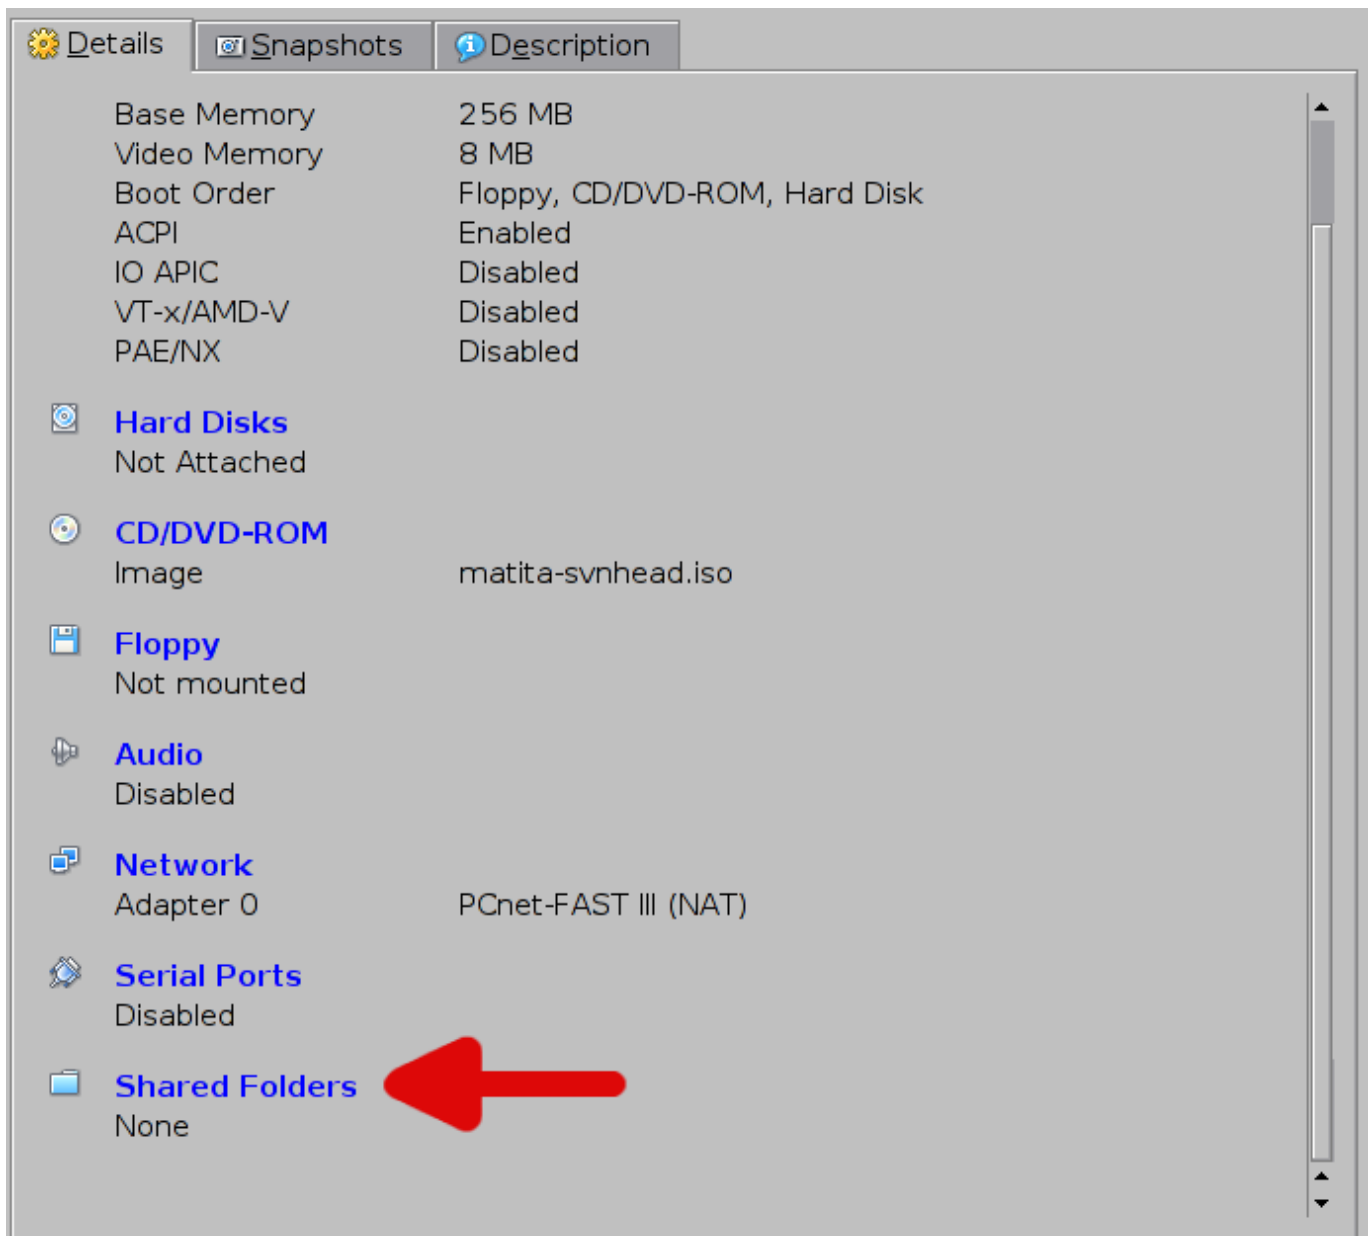 Details Snapshots Description
Base Memory 256 MB
Video Memory 8 MB
Boot Order Floppy, CD/DVD-ROM, Hard Disk
ACPI Enabled
IO APIC Disabled
VT-x/AMD-V Disabled
PAE/NX Disabled
Hard Disks
Not Attached
CD/DVD-ROM
Image matita-svnhead.iso
Floppy
Not mounted
Audio
Disabled
Network
Adapter 0 PCnet-FAST III (NAT)
Serial Ports
Disabled
Shared Folders
None